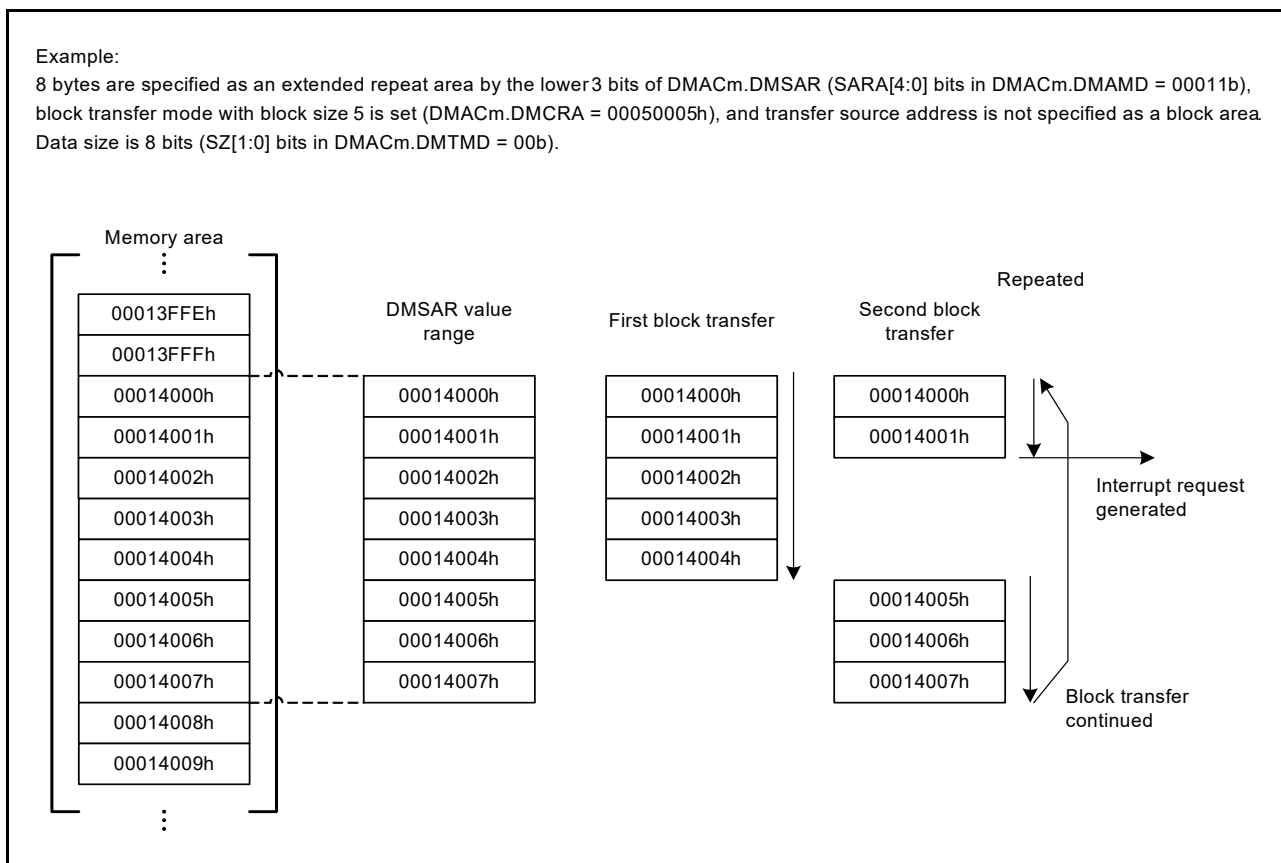 Example:
8 bytes are specified as an extended repeat area by the lower 3 bits of DMACm.DMSAR (SARA[4:0] bits in DMACm.DMAMD = 00011b),
block transfer mode with block size 5 is set (DMACm.DMCRA = 00050005h), and transfer source address is not specified as a block area.
Data size is 8 bits (SZ[1:0] bits in DMACm.DMTMD = 00b).
Memory area
00013FFEh
00013FFFh
00014000h
00014001h
00014002h
00014003h
00014004h
00014005h
00014006h
00014007h
00014008h
00014009h
DMSAR value
range
00014000h
00014001h
00014002h
00014003h
00014004h
00014005h
00014006h
00014007h
First block transfer
00014000h
00014001h
00014002h
00014003h
00014004h
Second block
transfer
00014000h
00014001h
00014005h
00014006h
00014007h
Repeated
Interrupt request
generated
Block transfer
continued